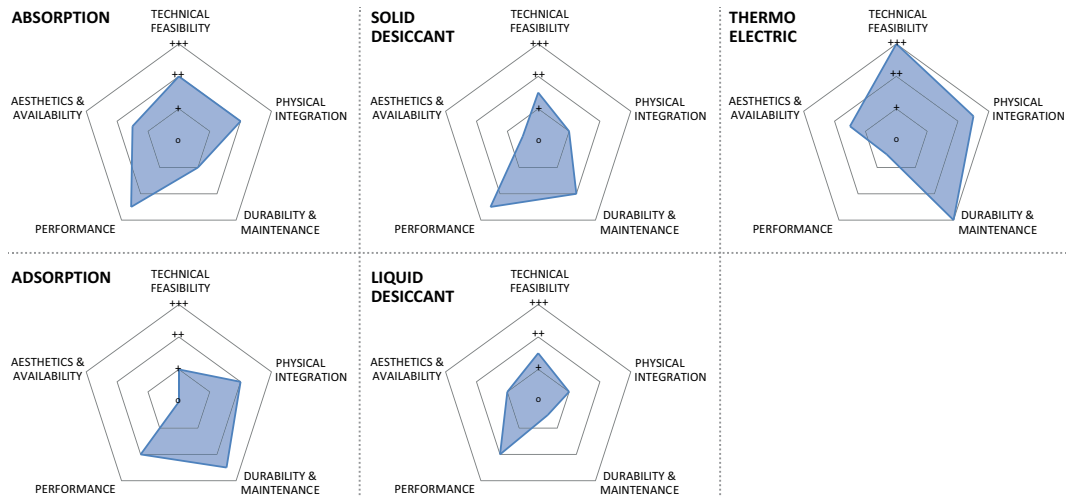 ABSORPTION
TECHNICAL
FEASIBILITY
+++
++
+
o
AESTHETICS &
AVAILABILITY
PHYSICAL
INTEGRATION
PERFORMANCE
DURABILITY &
MAINTENANCE
SOLID
DESICCANT
TECHNICAL
FEASIBILITY
+++
++
+
o
AESTHETICS &
AVAILABILITY
PHYSICAL
INTEGRATION
PERFORMANCE
DURABILITY &
MAINTENANCE
THERMO
ELECTRIC
TECHNICAL
FEASIBILITY
+++
++
+
o
AESTHETICS &
AVAILABILITY
PHYSICAL
INTEGRATION
PERFORMANCE
DURABILITY &
MAINTENANCE
ADSORPTION
TECHNICAL
FEASIBILITY
+++
++
+
o
AESTHETICS &
AVAILABILITY
PHYSICAL
INTEGRATION
PERFORMANCE
DURABILITY &
MAINTENANCE
LIQUID
DESICCANT
TECHNICAL
FEASIBILITY
+++
++
+
o
AESTHETICS &
AVAILABILITY
PHYSICAL
INTEGRATION
PERFORMANCE
DURABILITY &
MAINTENANCE